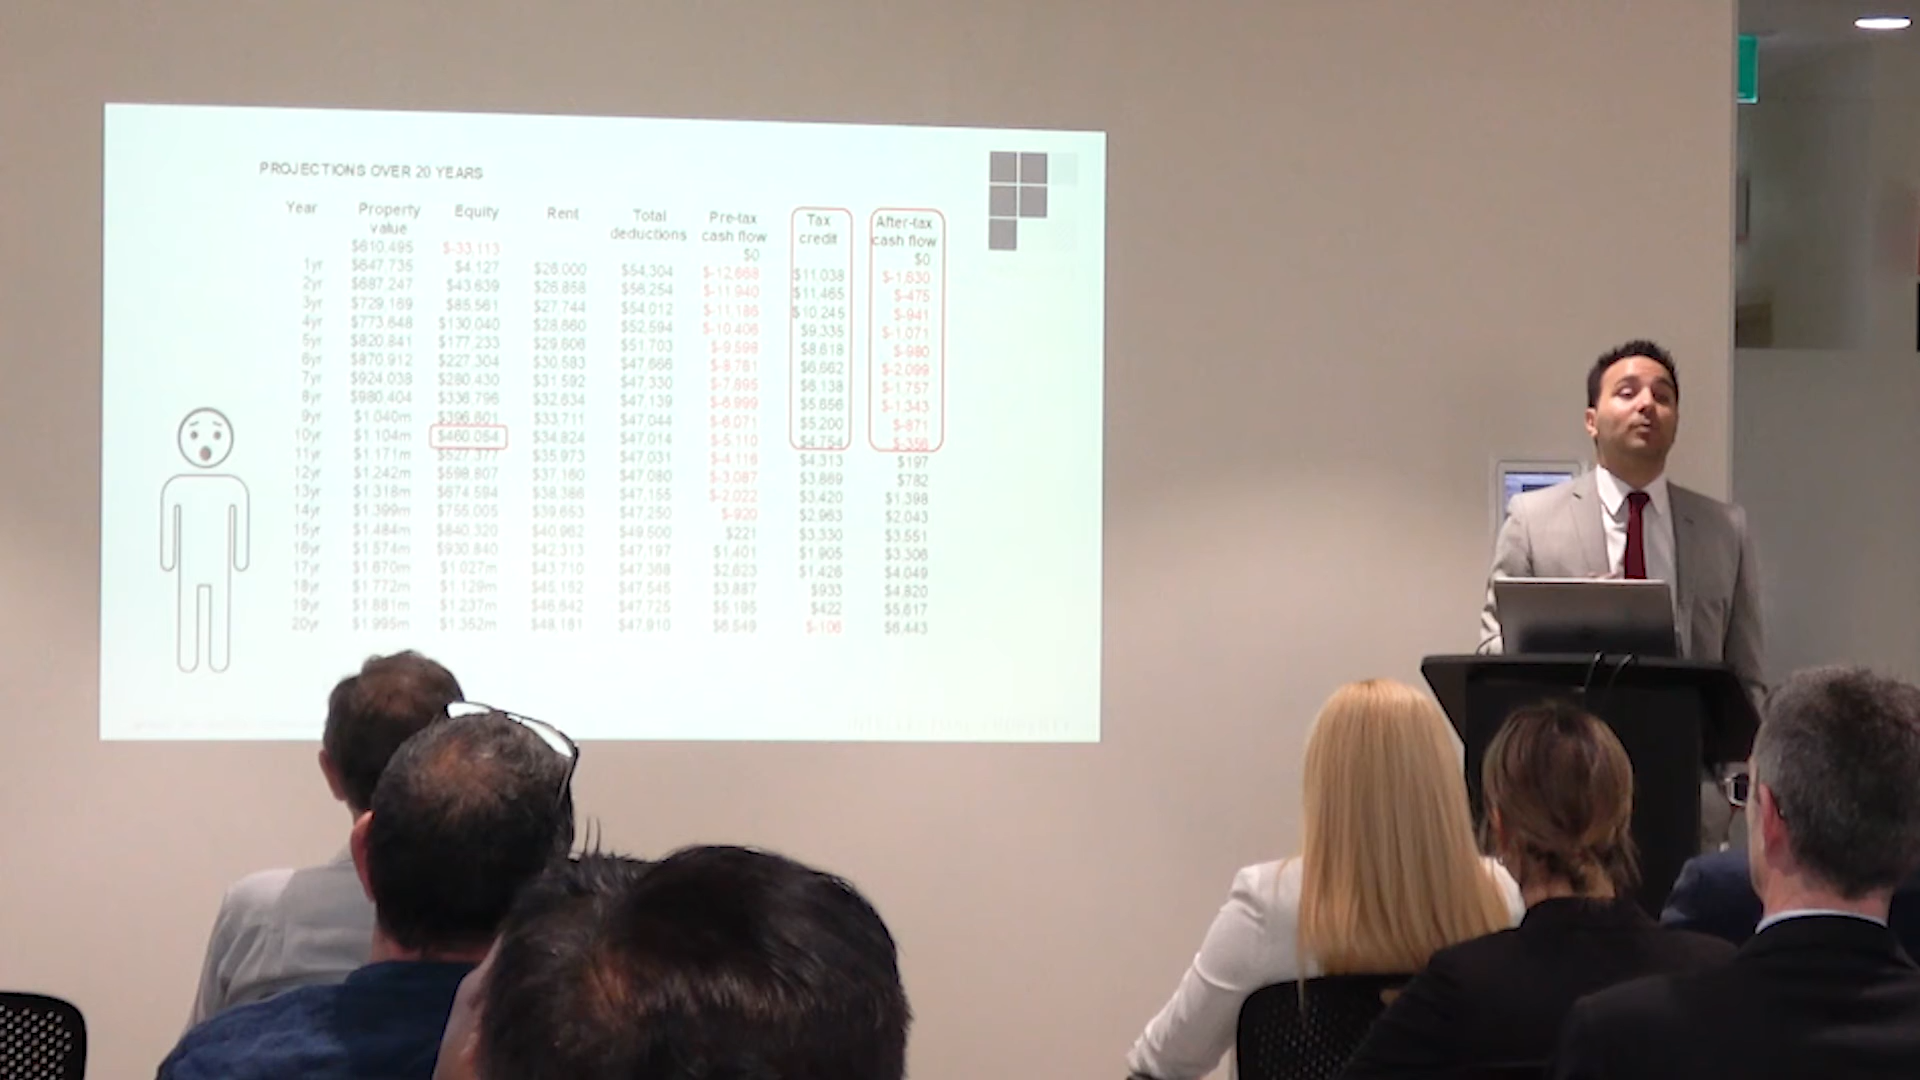 PROJECTIONS OVER 20 YEARS
Year Property value Equity Rent Total deductions Pre-tax cash flow Tax credit After-tax cash flow
$610.495 $-33,113 $0 $0
1yr $647.735 $4.127 $26.000 $54,304 $-12,668 $11,038 $-1,630
2yr $687.247 $43.639 $26.858 $56.254 $-11.940 $11.465 $-475
3yr $729.189 $85.561 $27.744 $54.012 $-11,186 $10.245 $-941
4yr $773.648 $130.040 $28.660 $52.594 $-10.406 $9.335 $-1.071
5yr $820.841 $177.233 $29.606 $51.703 $-9.598 $8.618 $-980
6yr $870.912 $227.304 $30.583 $47.666 $-8.761 $6,662 $-2.099
7yr $924.038 $280.430 $31.592 $47.330 $-7.895 $6.138 $-1.757
8yr $980.404 $336.796 $32.634 $47.139 $-6.999 $5.656 $-1.343
9yr $1.040m $396.601 $33.711 $47.044 $-6.071 $5.200 $-871
10yr $1.104m $460.054 $34.824 $47.014 $-5.110 $4.754 $-356
11yr $1.171m $527.377 $35.973 $47.031 $-4.116 $4.313 $197
12yr $1.242m $598.807 $37.160 $47.080 $-3.087 $3.869 $782
13yr $1.318m $674.594 $38.386 $47.155 $-2.022 $3.420 $1.398
14yr $1.399m $755.005 $39.653 $47.250 $-920 $2.963 $2.043
15yr $1.484m $840.320 $40.962 $49.500 $221 $3.330 $3.551
16yr $1.574m $930.840 $42.313 $47.197 $1.401 $1.905 $3.306
17yr $1.670m $1.027m $43.710 $47.368 $2.623 $1.426 $4.049
18yr $1.772m $1.129m $45.152 $47.545 $3.887 $933 $4.820
19yr $1.881m $1.237m $46.642 $47.725 $5.195 $422 $5.617
20yr $1.995m $1.352m $48.181 $47.910 $6.549 $-106 $6.443